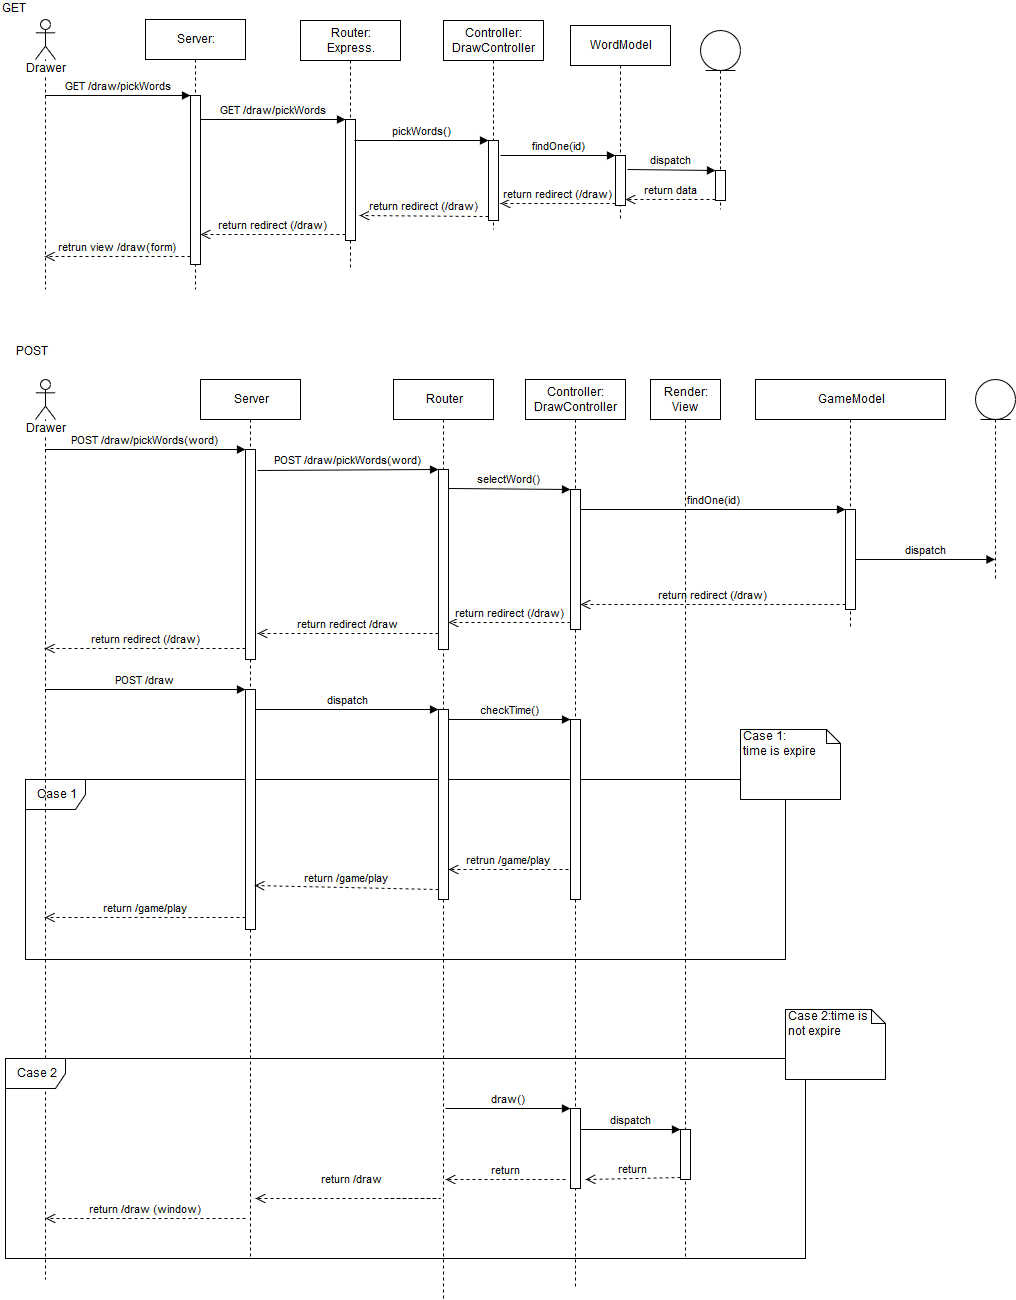 GET
Drawer
Server:
Router:
Express.
Controller:
DrawController
WordModel
GET /draw/pickWords
GET /draw/pickWords
pickWords()
findOne(id)
dispatch
return data
return redirect (/draw)
return redirect (/draw)
return redirect (/draw)
retrun view /draw(form)
POST
Drawer
Server
Router
Controller:
DrawController
Render:
View
GameModel
POST /draw/pickWords(word)
POST /draw/pickWords(word)
selectWord()
findOne(id)
dispatch
return redirect (/draw)
return redirect (/draw)
return redirect /draw
return redirect (/draw)
POST /draw
dispatch
checkTime()
Case 1:
time is expire
Case 1
retrun /game/play
return /game/play
return /game/play
Case 2:time is
not expire
Case 2
draw()
dispatch
return
return
return /draw
return /draw (window)